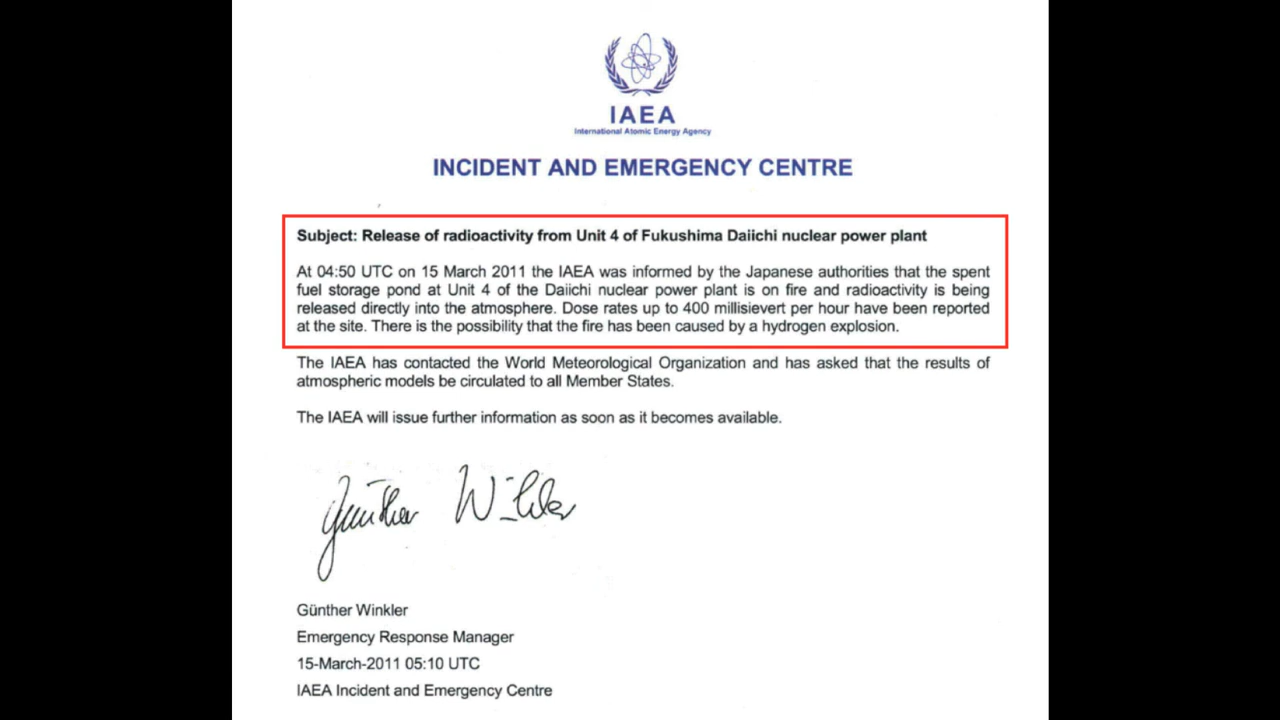 IAEA
International Atomic Energy Agency
INCIDENT AND EMERGENCY CENTRE
Subject: Release of radioactivity from Unit 4 of Fukushima Daiichi nuclear power plant
At 04:50 UTC on 15 March 2011 the IAEA was informed by the Japanese authorities that the spent
fuel storage pond at Unit 4 of the Daiichi nuclear power plant is on fire and radioactivity is being
released directly into the atmosphere. Dose rates up to 400 millisievert per hour have been reported
at the site. There is the possibility that the fire has been caused by a hydrogen explosion.
The IAEA has contacted the World Meteorological Organization and has asked that the results of
atmospheric models be circulated to all Member States.
The IAEA will issue further information as soon as it becomes available.
Günther Winkler
Günther Winkler
Emergency Response Manager
15-March-2011 05:10 UTC
IAEA Incident and Emergency Centre